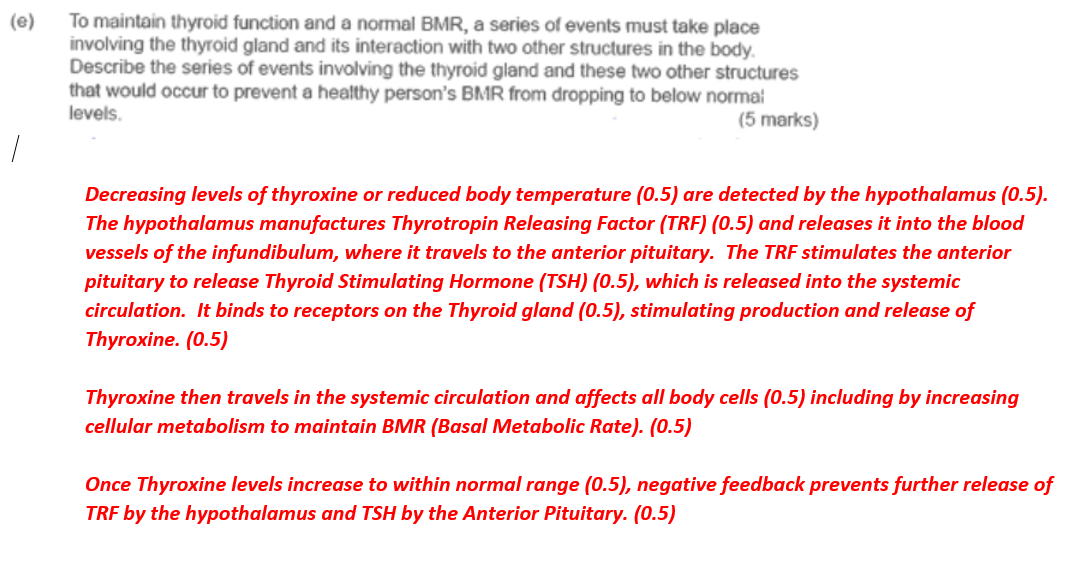 (e) To maintain thyroid function and a normal BMR, a series of events must take place
involving the thyroid gland and its interaction with two other structures in the body.
Describe the series of events involving the thyroid gland and these two other structures
that would occur to prevent a healthy person's BMR from dropping to below normal
levels.
(5 marks)
Decreasing levels of thyroxine or reduced body temperature (0.5) are detected by the hypothalamus (0.5).
The hypothalamus manufactures Thyrotropin Releasing Factor (TRF) (0.5) and releases it into the blood
vessels of the infundibulum, where it travels to the anterior pituitary. The TRF stimulates the anterior
pituitary to release Thyroid Stimulating Hormone (TSH) (0.5), which is released into the systemic
circulation. It binds to receptors on the Thyroid gland (0.5), stimulating production and release of
Thyroxine. (0.5)
Thyroxine then travels in the systemic circulation and affects all body cells (0.5) including by increasing
cellular metabolism to maintain BMR (Basal Metabolic Rate). (0.5)
Once Thyroxine levels increase to within normal range (0.5), negative feedback prevents further release of
TRF by the hypothalamus and TSH by the Anterior Pituitary. (0.5)